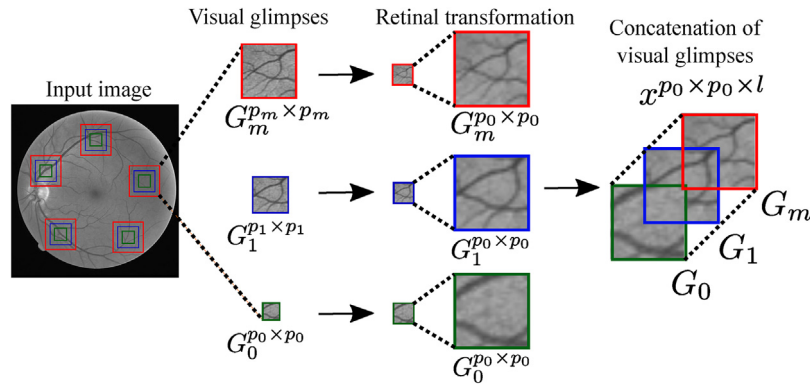 Visual glimpses
Retinal transformation
Concatenation of
visual glimpses
Input image
x^{p_0 × p_0 × l}
G_m^{p_m × p_m}
G_m^{p_0 × p_0}
G_1^{p_1 × p_1}
G_1^{p_0 × p_0}
G_m
G_1
G_0
G_0^{p_0 × p_0}
G_0^{p_0 × p_0}